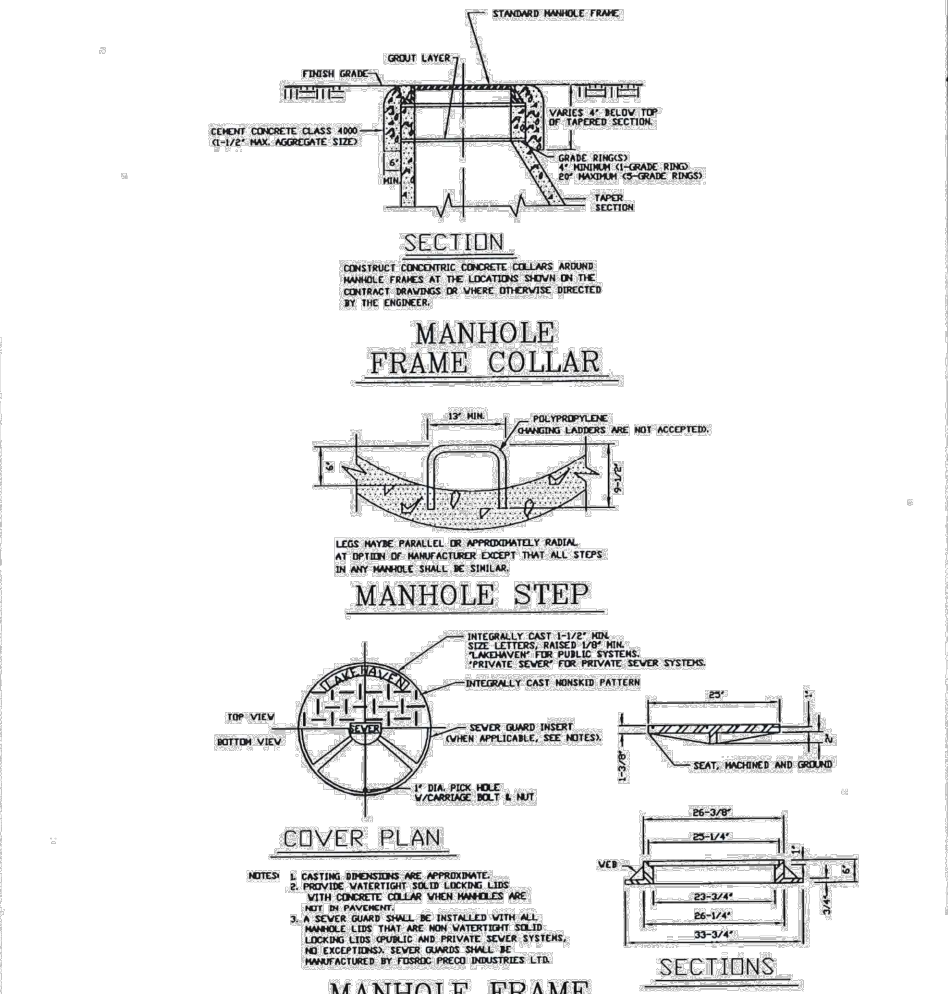 STANDARD MANHOLE FRAME
GROUT LAYER
FINISH GRADE
VARIES 4" BELOW TOP
OF TAPERED SECTION.
CEMENT CONCRETE CLASS 4000
(1-1/2" MAX. AGGREGATE SIZE)
6"
MIN.
GRADE RING(S)
4" MINIMUM (1-GRADE RING)
20" MAXIMUM (5-GRADE RINGS)
TAPER
SECTION
SECTION
CONSTRUCT CONCENTRIC CONCRETE COLLARS AROUND
MANHOLE FRAMES AT THE LOCATIONS SHOWN ON THE
CONTRACT DRAWINGS OR WHERE OTHERWISE DIRECTED
BY THE ENGINEER.
MANHOLE
FRAME COLLAR
13" MIN.
POLYPROPYLENE
(HANGING LADDERS ARE NOT ACCEPTED).
6"
9-1/2"
LEGS MAYBE PARALLEL OR APPROXIMATELY RADIAL
AT OPTION OF MANUFACTURER EXCEPT THAT ALL STEPS
IN ANY MANHOLE SHALL BE SIMILAR.
MANHOLE STEP
INTEGRALLY CAST 1-1/2" MIN.
SIZE LETTERS, RAISED 1/8" MIN.
"LAKEHAVEN" FOR PUBLIC SYSTEMS.
"PRIVATE SEWER" FOR PRIVATE SEWER SYSTEMS.
INTEGRALLY CAST NONSKID PATTERN
LAKEHAVEN
SEWER
TOP VIEW
BOTTOM VIEW
SEWER GUARD INSERT
(WHEN APPLICABLE, SEE NOTES).
1" DIA. PICK HOLE
W/CARRIAGE BOLT & NUT
COVER PLAN
25"
1"
2"
1-3/8"
SEAT, MACHINED AND GROUND
26-3/8"
25-1/4"
1"
WEB
6"
3/4"
23-3/4"
26-1/4"
33-3/4"
SECTIONS
NOTES: 1. CASTING DIMENSIONS ARE APPROXIMATE.
2. PROVIDE WATERTIGHT SOLID LOCKING LIDS
WITH CONCRETE COLLAR WHEN MANHOLES ARE
NOT IN PAVEMENT.
3. A SEWER GUARD SHALL BE INSTALLED WITH ALL
MANHOLE LIDS THAT ARE NON WATERTIGHT SOLID
LOCKING LIDS (PUBLIC AND PRIVATE SEWER SYSTEMS,
NO EXCEPTIONS). SEWER GUARDS SHALL BE
MANUFACTURED BY FOSROC PRECO INDUSTRIES LTD.
MANHOLE FRAME